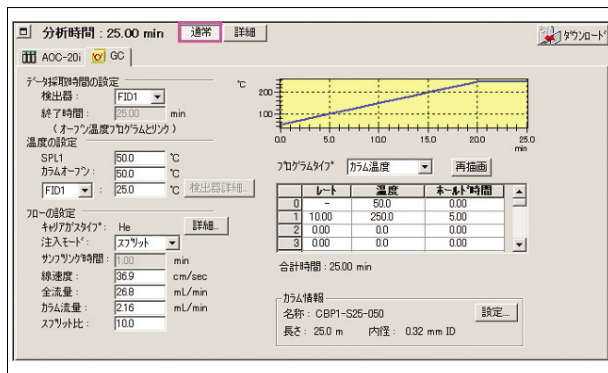 分析時間 : 25.00 min 通常 詳細 ダウンロード
AOC-20i GC
データ採取時間の設定
検出器 : FID1
終了時間 : 25.00 min
( オーブン温度プログラムとリンク )
温度の設定
SPL1 50.0 ℃
カラムオーブン : 50.0 ℃
FID1 : 25.0 ℃ 検出器詳細...
フローの設定
キャリアガスタイプ : He 詳細...
注入モード : スプリット
サンプリング時間 : 1.00 min
線速度 : 36.9 cm/sec
全流量 : 26.8 mL/min
カラム流量 : 2.16 mL/min
スプリット比 : 10.0
℃
200
100
0.0 5.0 10.0 15.0 20.0 25.0
min
プログラムタイプ カラム温度 再描画
レート 温度 ホールド時間
0 - 50.0 0.00
1 10.00 250.0 5.00
2 0.00 0.0 0.00
3 0.00 0.0 0.00
合計時間 : 25.00 min
カラム情報
名称 : CBP1-S25-050 設定...
長さ : 25.0 m 内径 : 0.32 mm ID